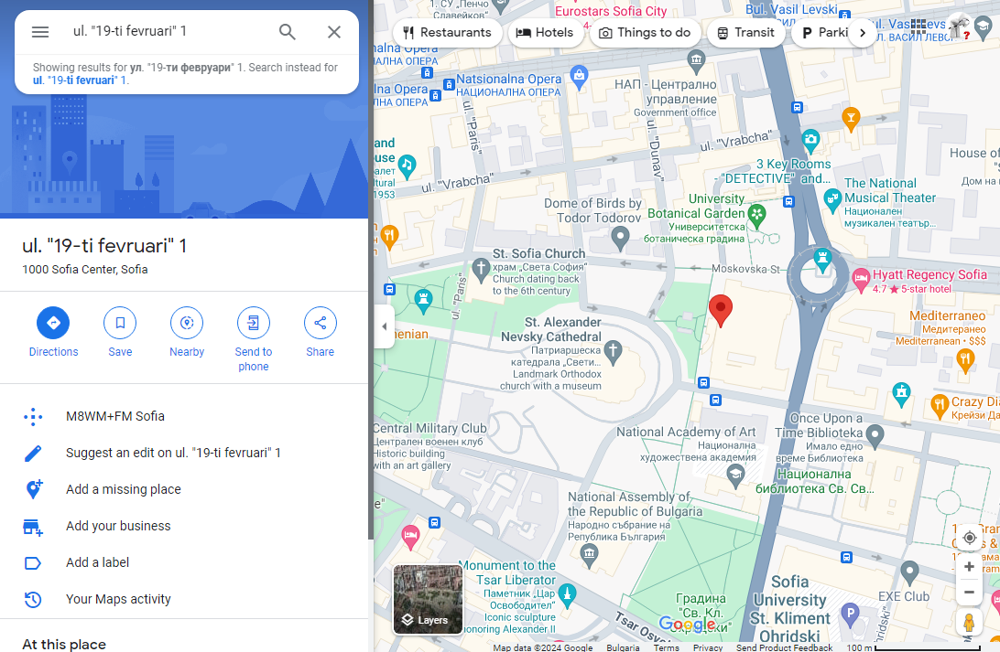 ul. "19-ti fevruari" 1
Showing results for ул. "19-ти февруари" 1. Search instead for
ul. "19-ti fevruari" 1.
ul. "19-ti fevruari" 1
1000 Sofia Center, Sofia
Directions
Save
Nearby
Send to
phone
Share
M8WM+FM Sofia
Suggest an edit on ul. "19-ti fevruari" 1
Add a missing place
Add your business
Add a label
Your Maps activity
At this place
Restaurants
Hotels
Things to do
Transit
Parki
Eurostars Sofia City
Bul. Vasil Levski
Natsionalna Opera
НАЦИОНАЛНА ОПЕРА
НАП - Централно
управление
Government office
ul. "Paris"
ul. "Dunav"
ul. "Vrabcha"
ul. "Vrabcha"
3 Key Rooms
"DETECTIVE" and...
House of
The National
Musical Theater
Национален
музикален театър...
Dome of Birds by
Todor Todorov
University
Botanical Garden
Университетска
ботаническа градина
St. Sofia Church
храм „Света София"
Church dating back
to the 6th century
Moskovska St
Hyatt Regency Sofia
4.7 ★ 5-star hotel
ul. "Paris"
St. Alexander
Nevsky Cathedral
Патриаршеска
катедрала „Свети...
Landmark Orthodox
church with a museum
Mediterraneo
Медитеранео
Mediterranean • $$$
Crazy Di
Крейзи Да
Central Military Club
Централен военен клуб
Historic building
with an art gallery
National Academy of Art
Национална
художествена академия
Once Upon a
Time Biblioteka
Имало едно
време Библиотека
Национална
библиотека Св. Св...
National Assembly of
the Republic of Bulgaria
Народно събрание на
Република България
Monument to the
Tsar Liberator
Паметник „Цар
Освободител"
Iconic sculpture
honoring Alexander II
Градина
"Св. Кл.
Охридски"
Tsar Osvo
Sofia
University
St. Kliment
Ohridski
EXE Club
Layers
Google
Map data ©2024 Google
Bulgaria
Terms
Privacy
Send Product Feedback
100 m